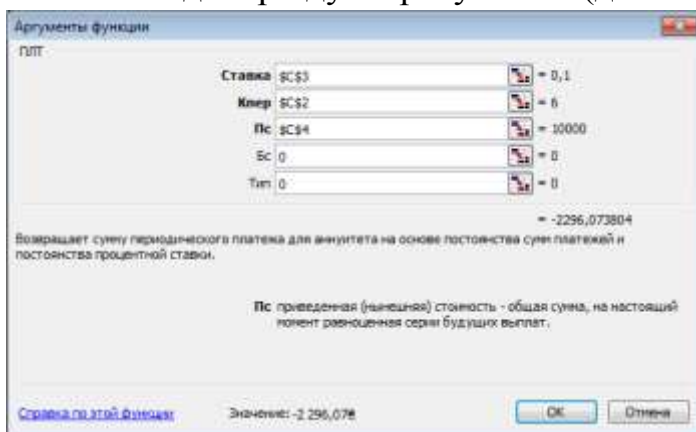 Аргументы функции
ПЛТ
Ставка $C$3 = 0,1
Кпер $C$2 = 6
Пс $C$4 = 10000
Бс 0 = 0
Тип 0 = 0
= -2296,073804
Возвращает сумму периодического платежа для аннуитета на основе постоянства сумм платежей и
постоянства процентной ставки.
Пс приведенная (нынешняя) стоимость - общая сумма, на настоящий
момент равноценная серии будущих выплат.
Справка по этой функции Значение: -2 296,07₴ ОК Отмена